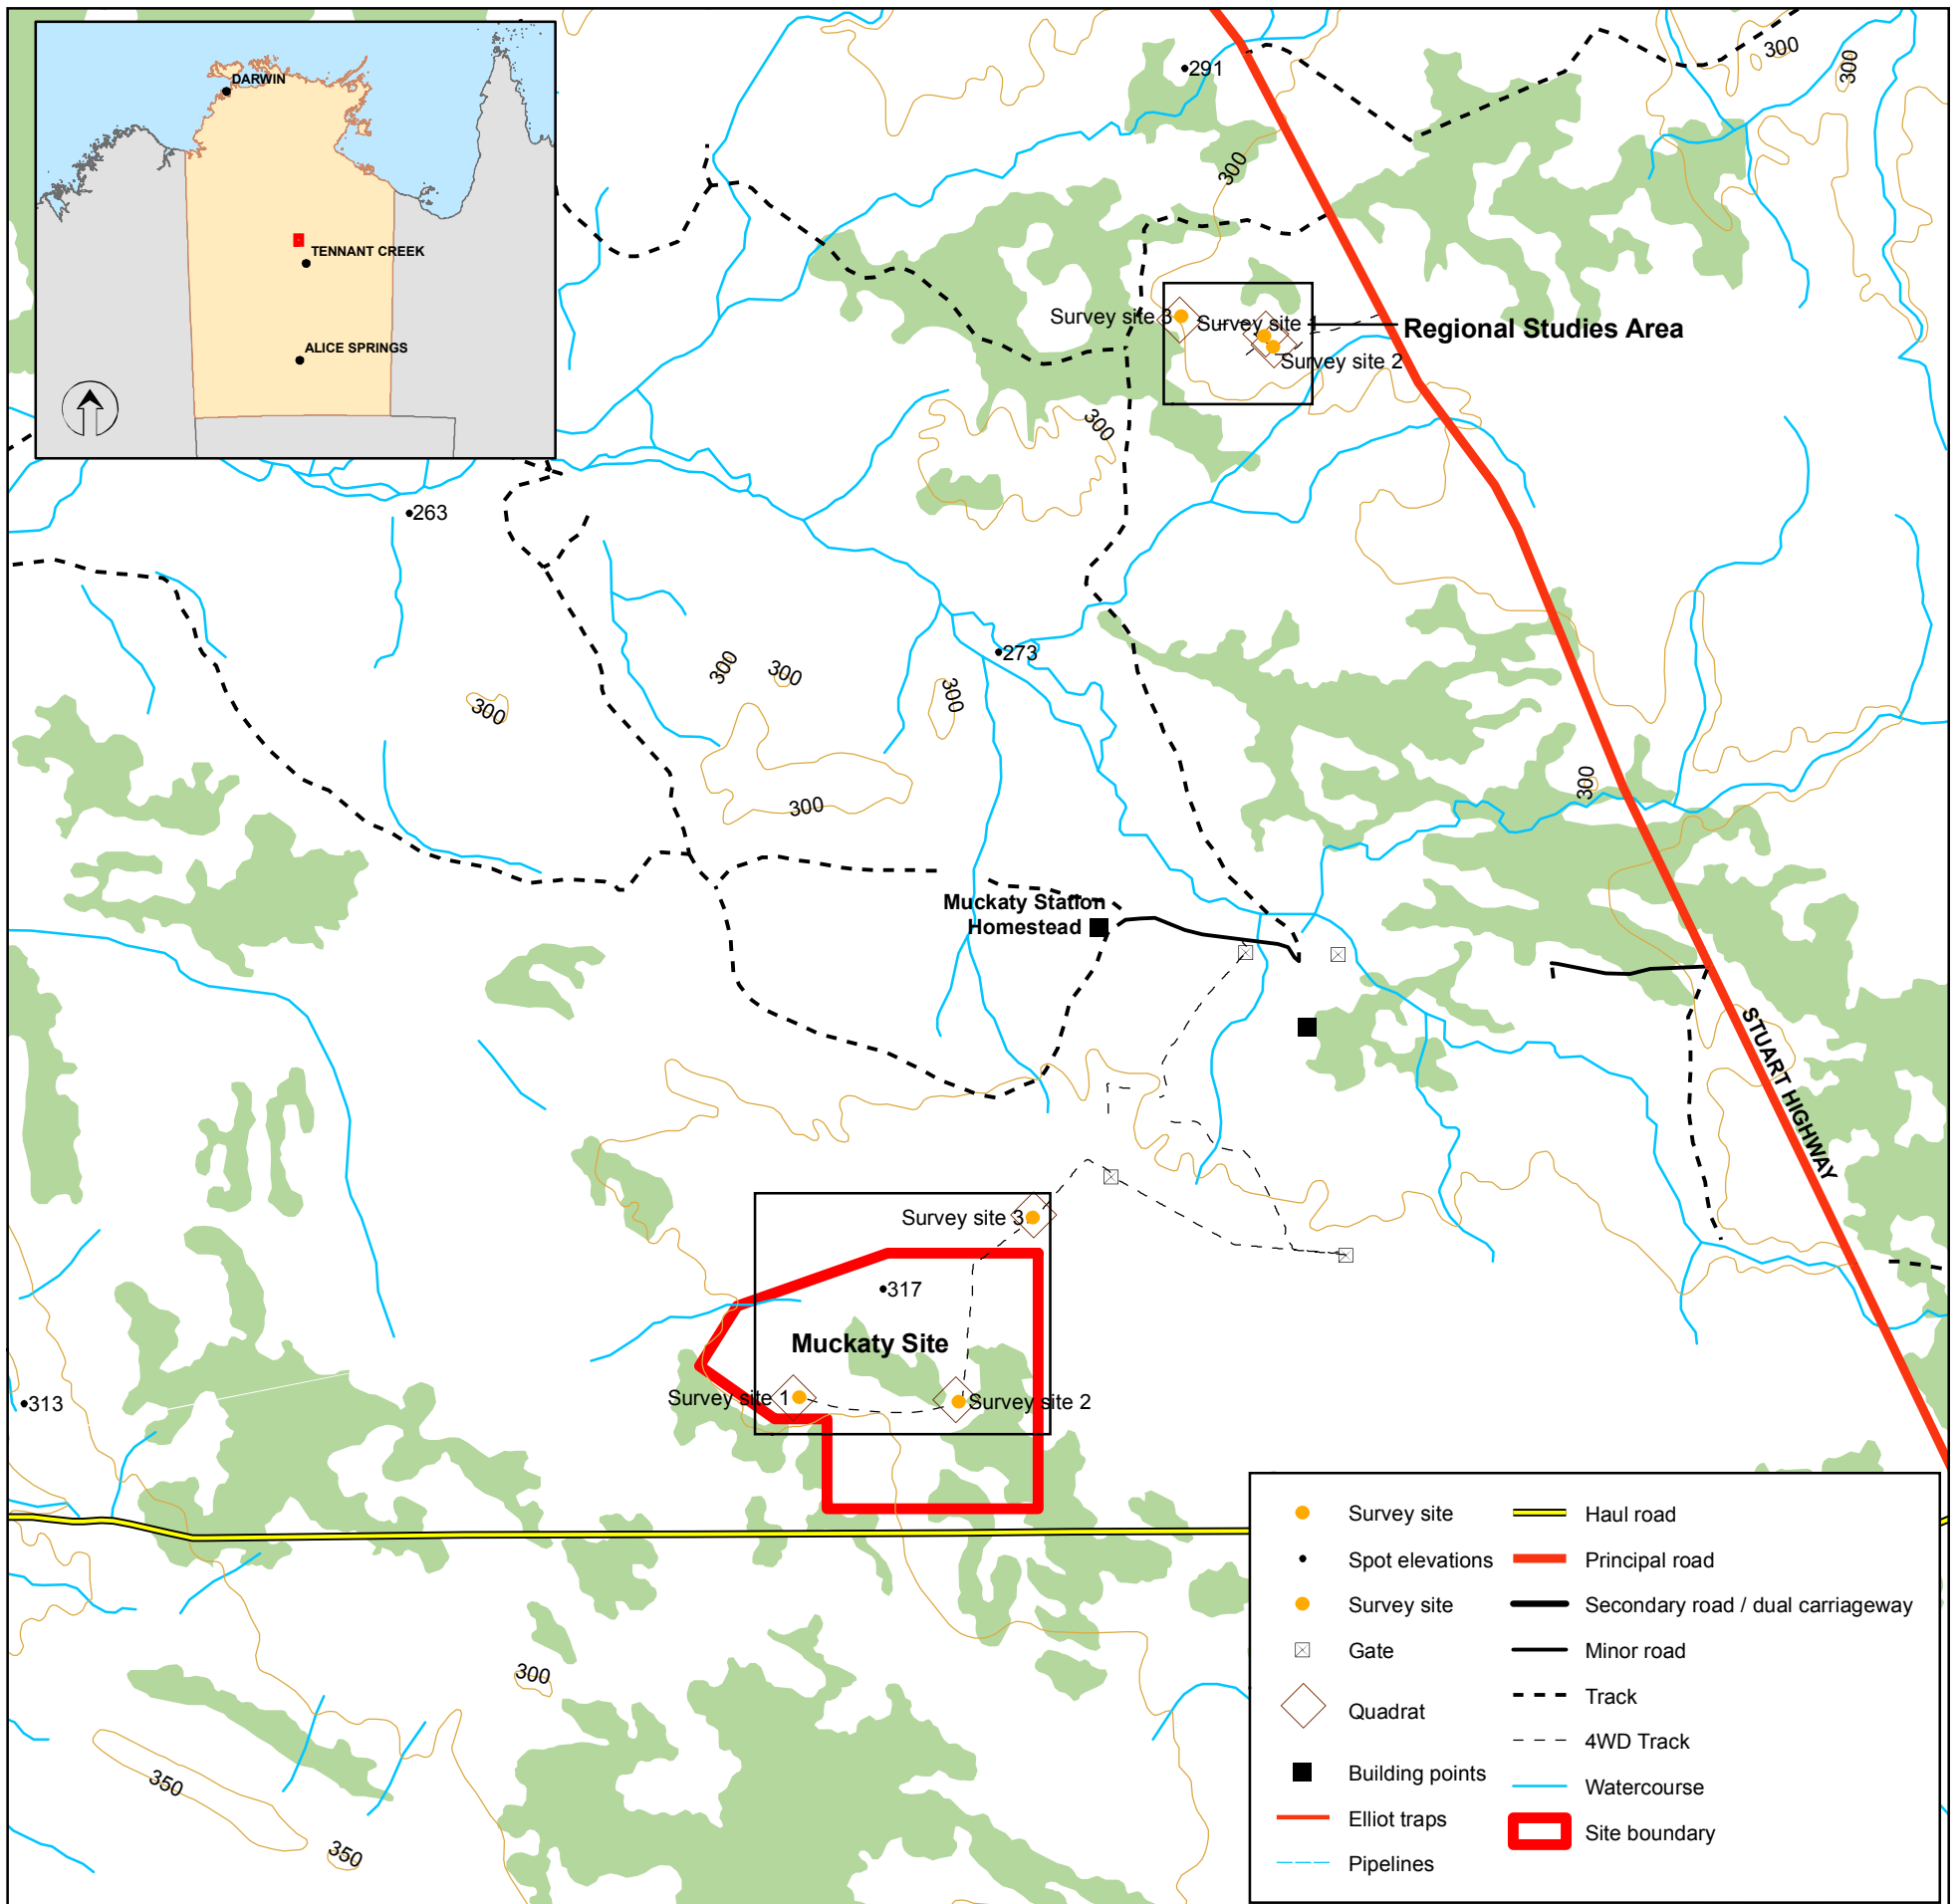 DARWIN
TENNANT CREEK
ALICE SPRINGS
291
300
300
300
Survey site 3
Survey site 1
Regional Studies Area
Survey site 2
300
263
273
300
300
300
300
300
300
Muckaty Station
Homestead
STUART HIGHWAY
Survey site 3
317
Muckaty Site
Survey site 1
Survey site 2
313
300
350
350
Survey site
Spot elevations
Survey site
Gate
Quadrat
Building points
Elliot traps
Pipelines
Haul road
Principal road
Secondary road / dual carriageway
Minor road
Track
4WD Track
Watercourse
Site boundary